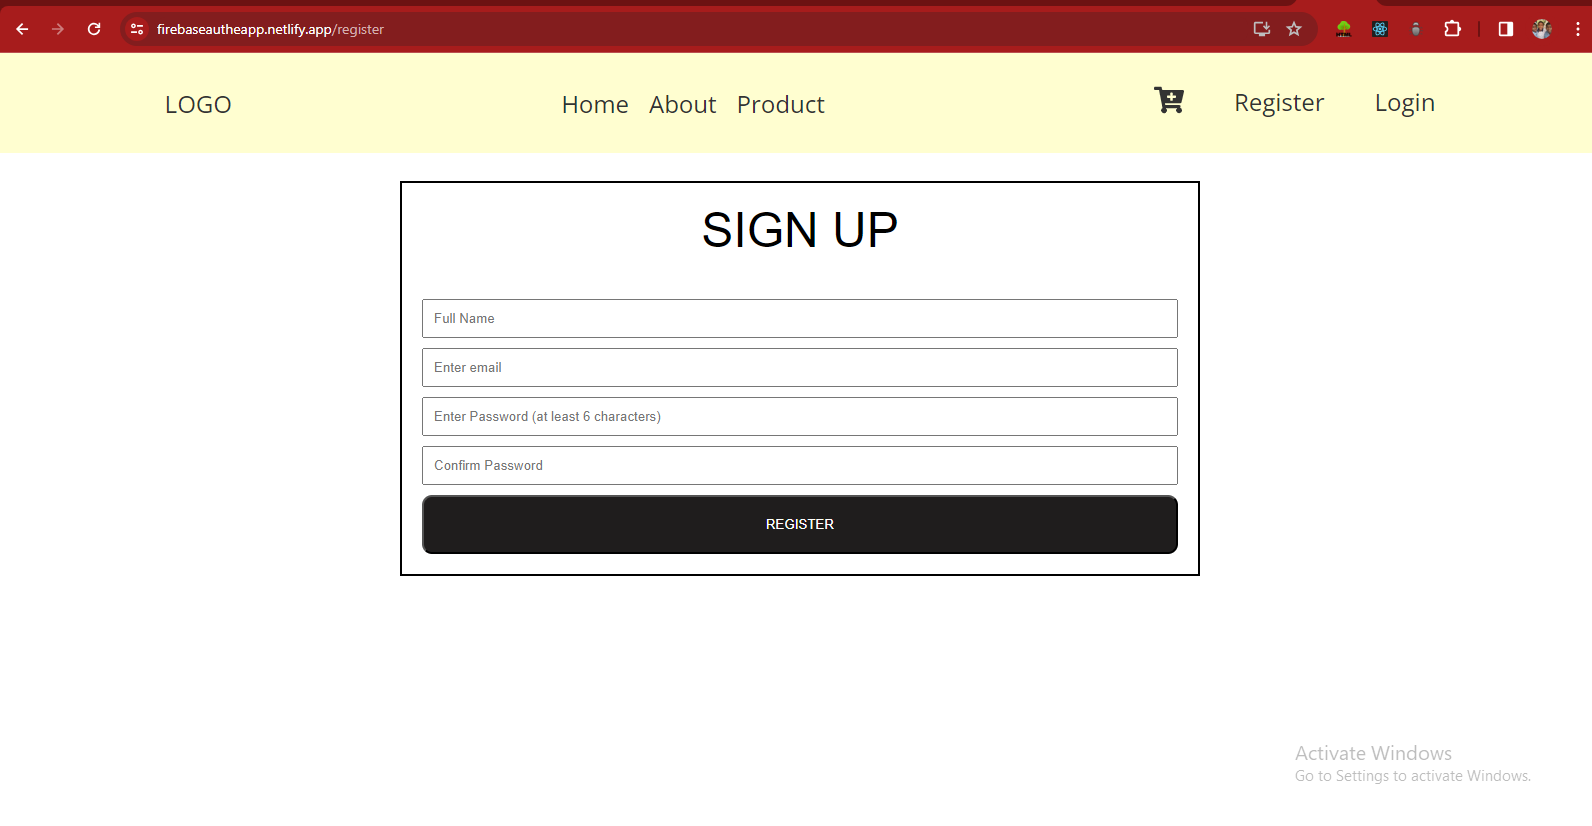 firebaseautheapp.netlify.app/register
LOGO Home About Product Register Login
SIGN UP
Full Name
Enter email
Enter Password (at least 6 characters)
Confirm Password
REGISTER
Activate Windows
Go to Settings to activate Windows.